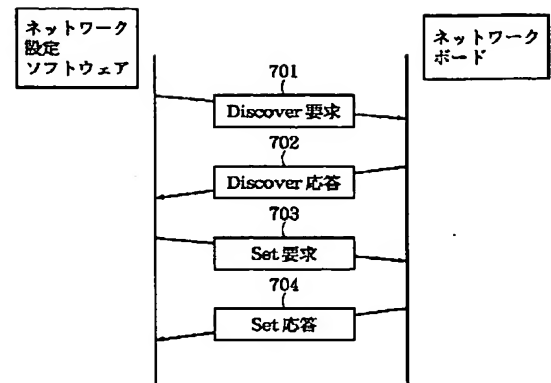 ネットワーク
設定
ソフトウェア
ネットワーク
ボード
701
Discover 要求
702
Discover 応答
703
Set 要求
704
Set 応答